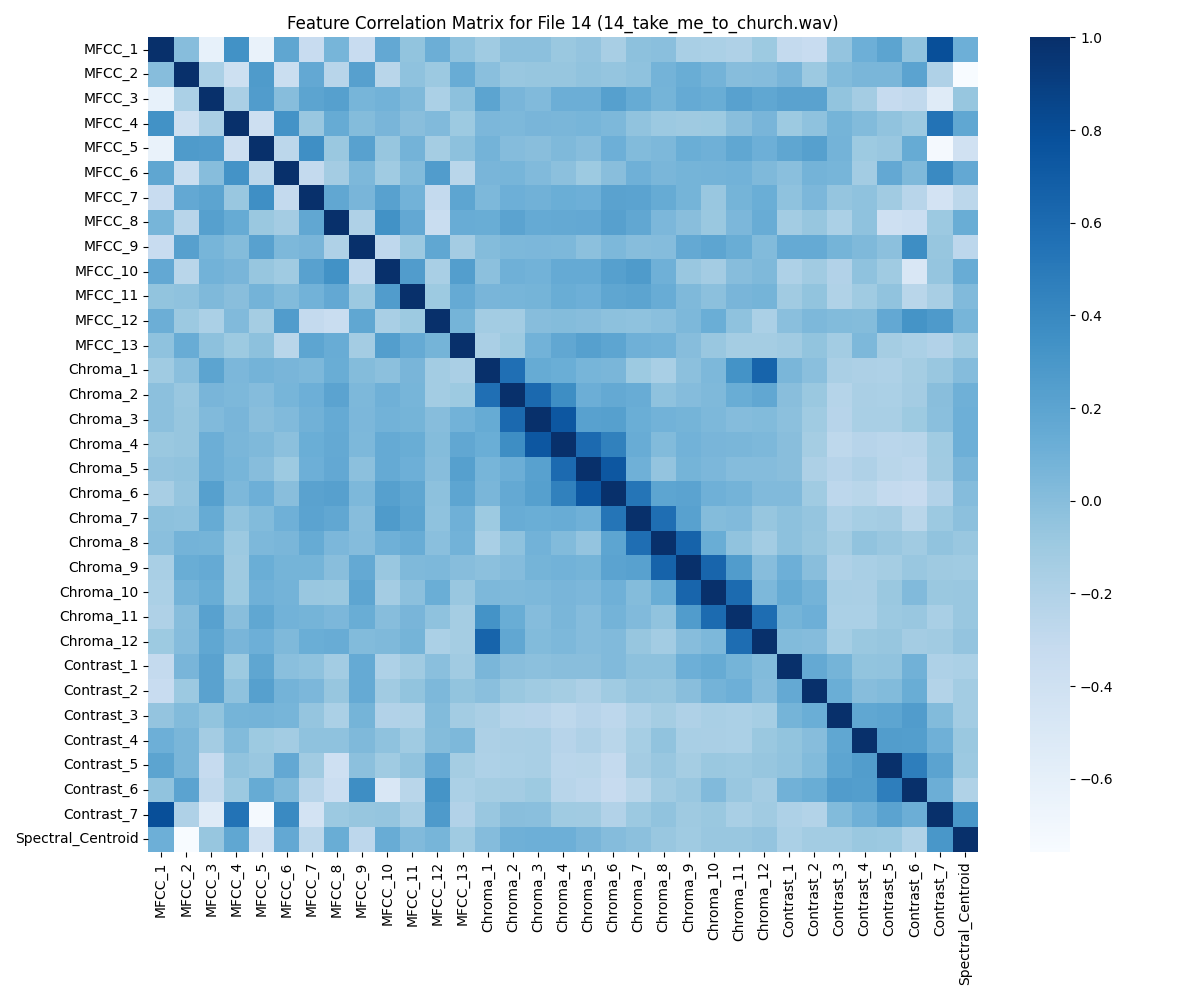 Feature Correlation Matrix for File 14 (14_take_me_to_church.wav)
MFCC_1
MFCC_2
MFCC_3
MFCC_4
MFCC_5
MFCC_6
MFCC_7
MFCC_8
MFCC_9
MFCC_10
MFCC_11
MFCC_12
MFCC_13
Chroma_1
Chroma_2
Chroma_3
Chroma_4
Chroma_5
Chroma_6
Chroma_7
Chroma_8
Chroma_9
Chroma_10
Chroma_11
Chroma_12
Contrast_1
Contrast_2
Contrast_3
Contrast_4
Contrast_5
Contrast_6
Contrast_7
Spectral_Centroid
MFCC_1
MFCC_2
MFCC_3
MFCC_4
MFCC_5
MFCC_6
MFCC_7
MFCC_8
MFCC_9
MFCC_10
MFCC_11
MFCC_12
MFCC_13
Chroma_1
Chroma_2
Chroma_3
Chroma_4
Chroma_5
Chroma_6
Chroma_7
Chroma_8
Chroma_9
Chroma_10
Chroma_11
Chroma_12
Contrast_1
Contrast_2
Contrast_3
Contrast_4
Contrast_5
Contrast_6
Contrast_7
Spectral_Centroid
1.0
0.8
0.6
0.4
0.2
0.0
−0.2
−0.4
−0.6